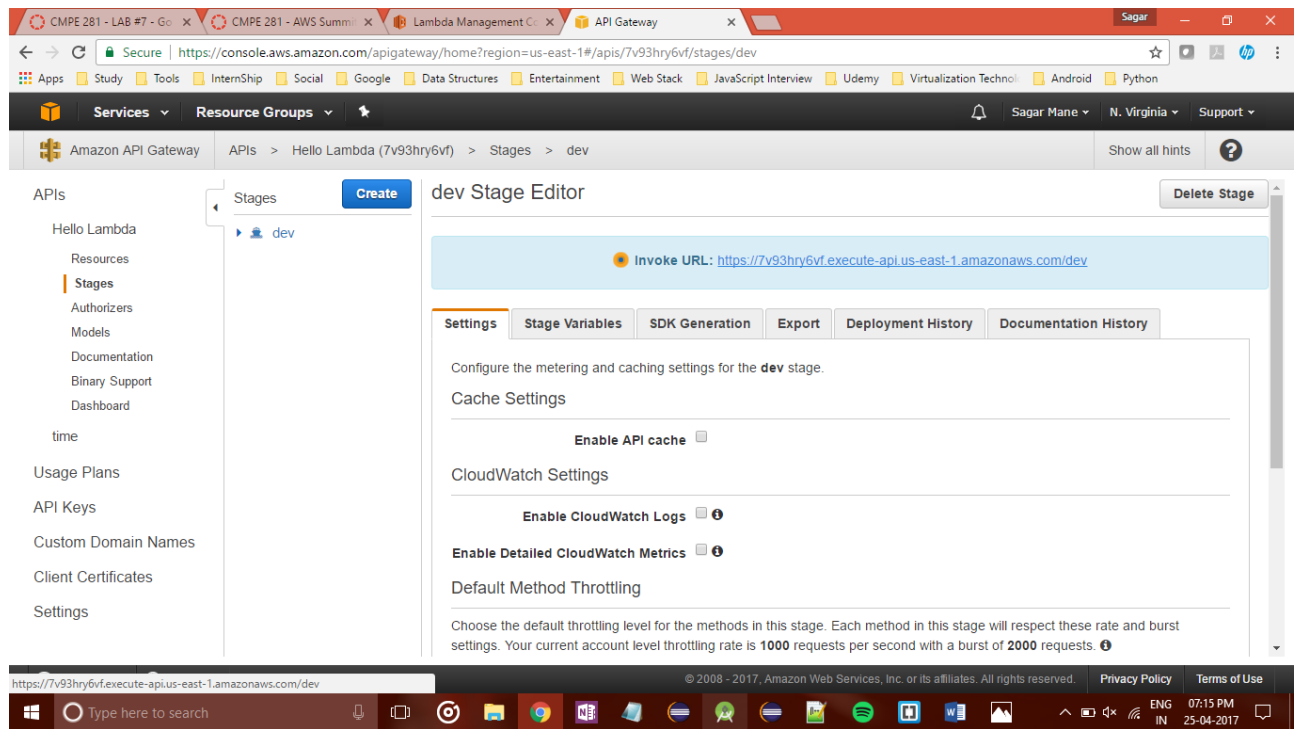 CMPE 281 - LAB #7 - Go
CMPE 281 - AWS Summi
Lambda Management Co
API Gateway
Sagar
Secure | https://console.aws.amazon.com/apigateway/home?region=us-east-1#/apis/7v93hry6vf/stages/dev
Apps Study Tools InternShip Social Google Data Structures Entertainment Web Stack JavaScript Interview Udemy Virtualization Technol Android Python
Services Resource Groups Sagar Mane N. Virginia Support
Amazon API Gateway APIs > Hello Lambda (7v93hry6vf) > Stages > dev Show all hints
APIs
Hello Lambda
Resources
Stages
Authorizers
Models
Documentation
Binary Support
Dashboard
time
Usage Plans
API Keys
Custom Domain Names
Client Certificates
Settings
Stages Create
dev
dev Stage Editor Delete Stage
Invoke URL: https://7v93hry6vf.execute-api.us-east-1.amazonaws.com/dev
Settings Stage Variables SDK Generation Export Deployment History Documentation History
Configure the metering and caching settings for the dev stage.
Cache Settings
Enable API cache
CloudWatch Settings
Enable CloudWatch Logs
Enable Detailed CloudWatch Metrics
Default Method Throttling
Choose the default throttling level for the methods in this stage. Each method in this stage will respect these rate and burst
settings. Your current account level throttling rate is 1000 requests per second with a burst of 2000 requests.
https://7v93hry6vf.execute-api.us-east-1.amazonaws.com/dev
© 2008 - 2017, Amazon Web Services, Inc. or its affiliates. All rights reserved. Privacy Policy Terms of Use
Type here to search
ENG
IN
07:15 PM
25-04-2017